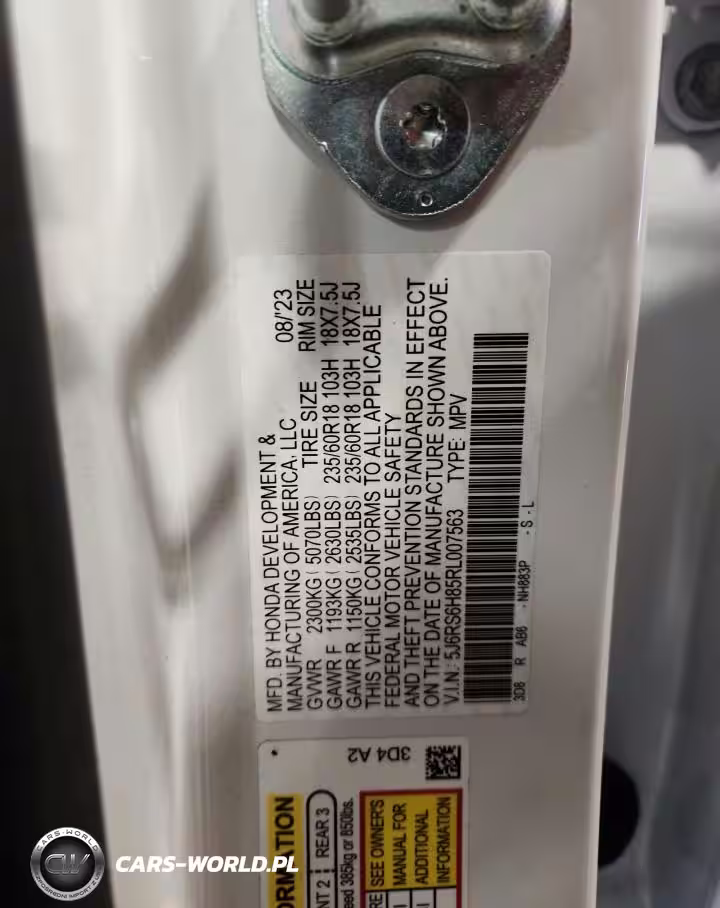 MFD. BY HONDA DEVELOPMENT &
MANUFACTURING OF AMERICA, LLC 08/'23
GVWR 2300KG ( 5070LBS) TIRE SIZE RIM SIZE
GAWR F 1193KG ( 2630LBS) 235/60R18 103H 18X7.5J
GAWR R 1150KG ( 2535LBS) 235/60R18 103H 18X7.5J
THIS VEHICLE CONFORMS TO ALL APPLICABLE
FEDERAL MOTOR VEHICLE SAFETY
AND THEFT PREVENTION STANDARDS IN EFFECT
ON THE DATE OF MANUFACTURE SHOWN ABOVE.
V.I.N.: 5J6RS6H85RL007563 TYPE: MPV
3D8 R AB6 - NH883P - S - L
3D4 A2
ORMATION
NT 2 REAR 3
eed 385kg or 850lbs.
RE SEE OWNER'S
MANUAL FOR
ADDITIONAL
INFORMATION
CARS-WORLD
CW
CARS-WORLD.PL